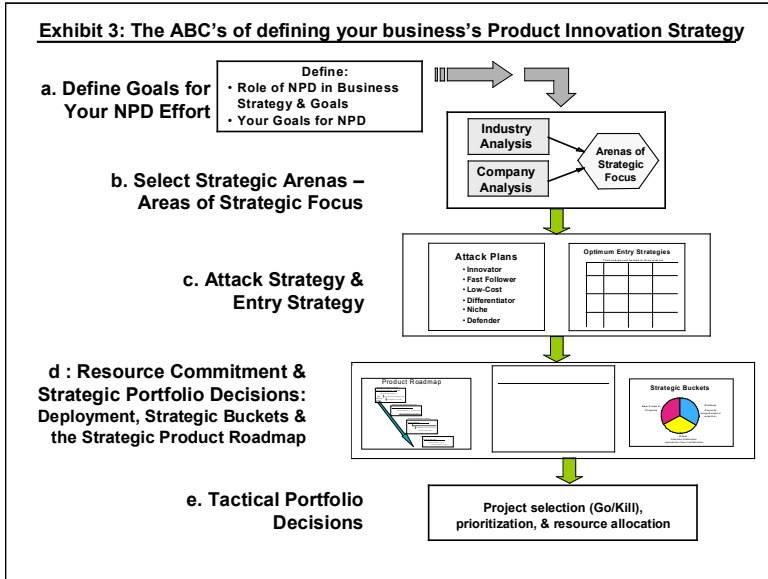 Exhibit 3: The ABC's of defining your business's Product Innovation Strategy
a. Define Goals for
Your NPD Effort
Define:
• Role of NPD in Business
Strategy & Goals
• Your Goals for NPD
Industry
Analysis
Company
Analysis
Arenas of
Strategic
Focus
b. Select Strategic Arenas –
Areas of Strategic Focus
c. Attack Strategy &
Entry Strategy
Attack Plans
• Innovator
• Fast Follower
• Low-Cost
• Differentiator
• Niche
• Defender
Optimum Entry Strategies
d : Resource Commitment &
Strategic Portfolio Decisions:
Deployment, Strategic Buckets &
the Strategic Product Roadmap
Product Roadmap
Strategic Buckets
e. Tactical Portfolio
Decisions
Project selection (Go/Kill),
prioritization, & resource allocation